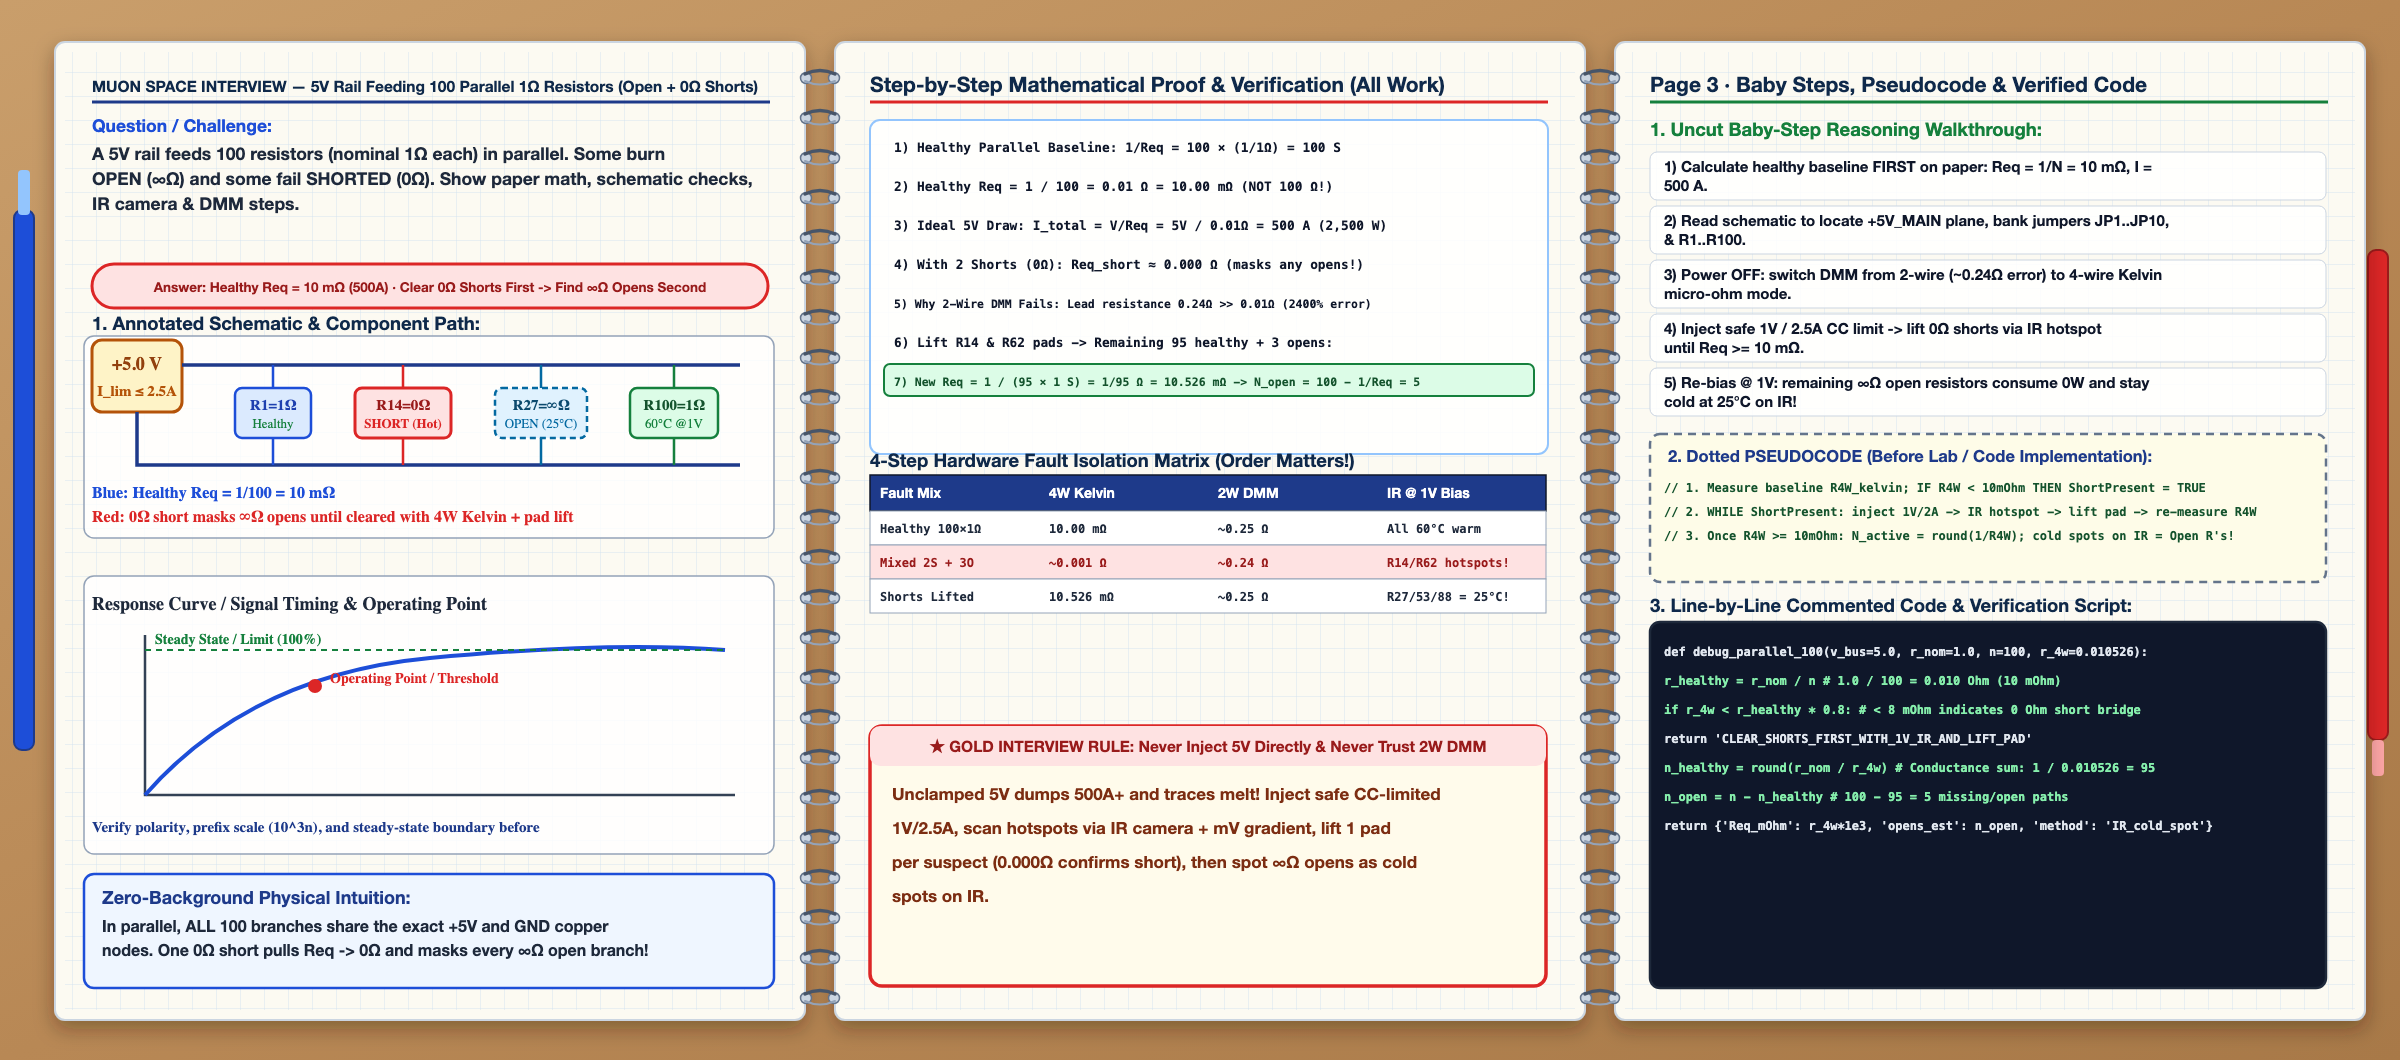 MUON SPACE INTERVIEW — 5V Rail Feeding 100 Parallel 1Ω Resistors (Open + 0Ω Shorts)
Question / Challenge:
A 5V rail feeds 100 resistors (nominal 1Ω each) in parallel. Some burn
OPEN (∞Ω) and some fail SHORTED (0Ω). Show paper math, schematic checks,
IR camera & DMM steps.
Answer: Healthy Req = 10 mΩ (500A) · Clear 0Ω Shorts First -> Find ∞Ω Opens Second
1. Annotated Schematic & Component Path:
+5.0 V
I_lim ≤ 2.5A
R1=1Ω
Healthy
R14=0Ω
SHORT (Hot)
R27=∞Ω
OPEN (25°C)
R100=1Ω
60°C @1V
Blue: Healthy Req = 1/100 = 10 mΩ
Red: 0Ω short masks ∞Ω opens until cleared with 4W Kelvin + pad lift
Response Curve / Signal Timing & Operating Point
Steady State / Limit (100%)
Operating Point / Threshold
Verify polarity, prefix scale (10^3n), and steady-state boundary before
Zero-Background Physical Intuition:
In parallel, ALL 100 branches share the exact +5V and GND copper
nodes. One 0Ω short pulls Req -> 0Ω and masks every ∞Ω open branch!
Step-by-Step Mathematical Proof & Verification (All Work)
1) Healthy Parallel Baseline: 1/Req = 100 × (1/1Ω) = 100 S
2) Healthy Req = 1 / 100 = 0.01 Ω = 10.00 mΩ (NOT 100 Ω!)
3) Ideal 5V Draw: I_total = V/Req = 5V / 0.01Ω = 500 A (2,500 W)
4) With 2 Shorts (0Ω): Req_short ≈ 0.000 Ω (masks any opens!)
5) Why 2-Wire DMM Fails: Lead resistance 0.24Ω >> 0.01Ω (2400% error)
6) Lift R14 & R62 pads -> Remaining 95 healthy + 3 opens:
7) New Req = 1 / (95 × 1 S) = 1/95 Ω = 10.526 mΩ -> N_open = 100 - 1/Req = 5
4-Step Hardware Fault Isolation Matrix (Order Matters!)
Fault Mix 4W Kelvin 2W DMM IR @ 1V Bias
Healthy 100×1Ω 10.00 mΩ ~0.25 Ω All 60°C warm
Mixed 2S + 3O ~0.001 Ω ~0.24 Ω R14/R62 hotspots!
Shorts Lifted 10.526 mΩ ~0.25 Ω R27/53/88 = 25°C!
★ GOLD INTERVIEW RULE: Never Inject 5V Directly & Never Trust 2W DMM
Unclamped 5V dumps 500A+ and traces melt! Inject safe CC-limited
1V/2.5A, scan hotspots via IR camera + mV gradient, lift 1 pad
per suspect (0.000Ω confirms short), then spot ∞Ω opens as cold
spots on IR.
Page 3 · Baby Steps, Pseudocode & Verified Code
1. Uncut Baby-Step Reasoning Walkthrough:
1) Calculate healthy baseline FIRST on paper: Req = 1/N = 10 mΩ, I =
500 A.
2) Read schematic to locate +5V_MAIN plane, bank jumpers JP1..JP10,
& R1..R100.
3) Power OFF: switch DMM from 2-wire (~0.24Ω error) to 4-wire Kelvin
micro-ohm mode.
4) Inject safe 1V / 2.5A CC limit -> lift 0Ω shorts via IR hotspot
until Req >= 10 mΩ.
5) Re-bias @ 1V: remaining ∞Ω open resistors consume 0W and stay
cold at 25°C on IR!
2. Dotted PSEUDOCODE (Before Lab / Code Implementation):
// 1. Measure baseline R4W_kelvin; IF R4W < 10mOhm THEN ShortPresent = TRUE
// 2. WHILE ShortPresent: inject 1V/2A -> IR hotspot -> lift pad -> re-measure R4W
// 3. Once R4W >= 10mOhm: N_active = round(1/R4W); cold spots on IR = Open R's!
3. Line-by-Line Commented Code & Verification Script:
def debug_parallel_100(v_bus=5.0, r_nom=1.0, n=100, r_4w=0.010526):
r_healthy = r_nom / n # 1.0 / 100 = 0.010 Ohm (10 mOhm)
if r_4w < r_healthy * 0.8: # < 8 mOhm indicates 0 Ohm short bridge
return 'CLEAR_SHORTS_FIRST_WITH_1V_IR_AND_LIFT_PAD'
n_healthy = round(r_nom / r_4w) # Conductance sum: 1 / 0.010526 = 95
n_open = n - n_healthy # 100 - 95 = 5 missing/open paths
return {'Req_mOhm': r_4w*1e3, 'opens_est': n_open, 'method': 'IR_cold_spot'}